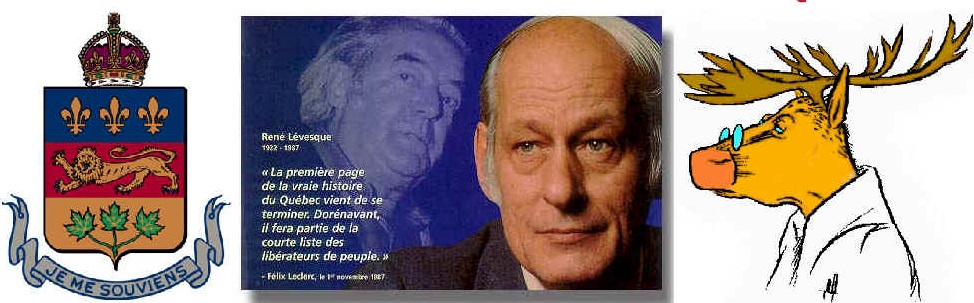 JE ME SOUVIENS
René Lévesque
1922 - 1987
« La première page
de la vraie histoire
du Québec vient de se
terminer. Dorénavant,
il fera partie de la
courte liste des
libérateurs de peuple. »
- Félix Leclerc, le 1er novembre 1987